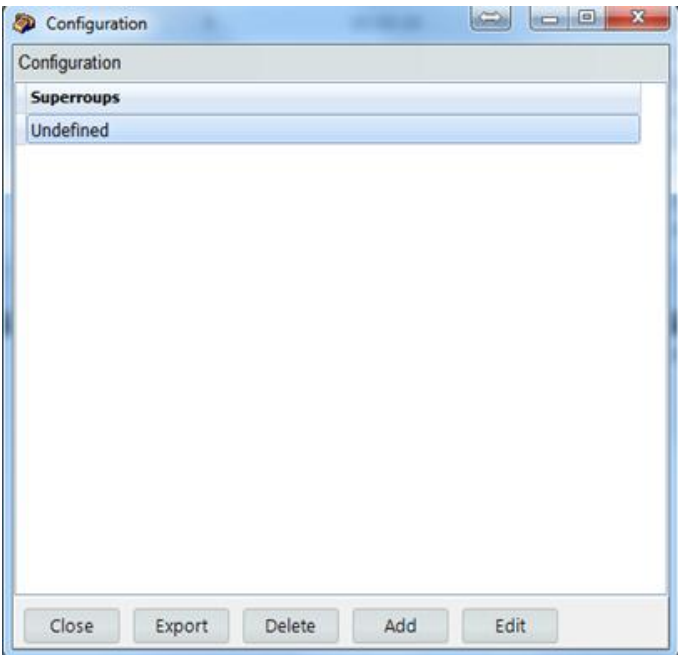 Configuration
Configuration
Superroups
Undefined
Close Export Delete Add Edit